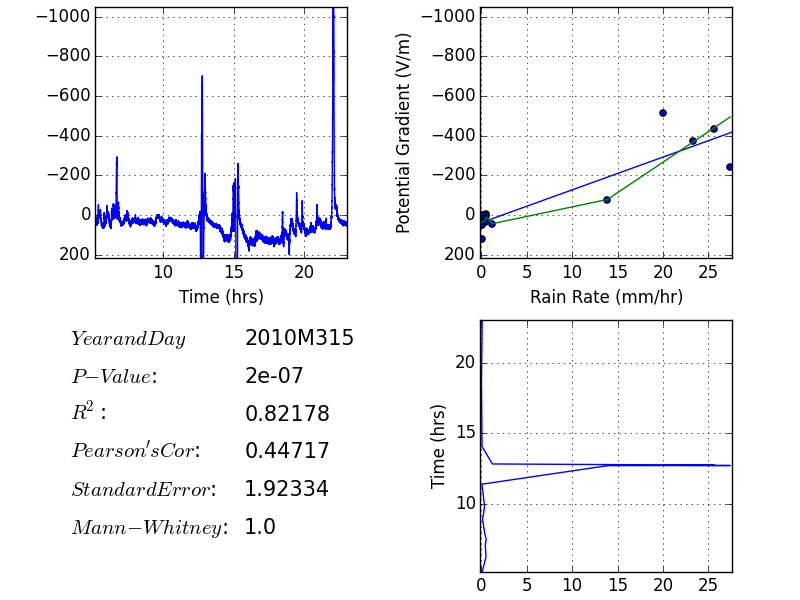 −1000
−800
−600
−400
−200
0
200
10 15 20
Time (hrs)
Potential Gradient (V/m)
−1000
−800
−600
−400
−200
0
200
0 5 10 15 20 25
Rain Rate (mm/hr)
YearandDay 2010M315
P−Value: 2e-07
R²: 0.82178
Pearson'sCor: 0.44717
StandardError: 1.92334
Mann−Whitney: 1.0
Time (hrs)
20
15
10
0 5 10 15 20 25